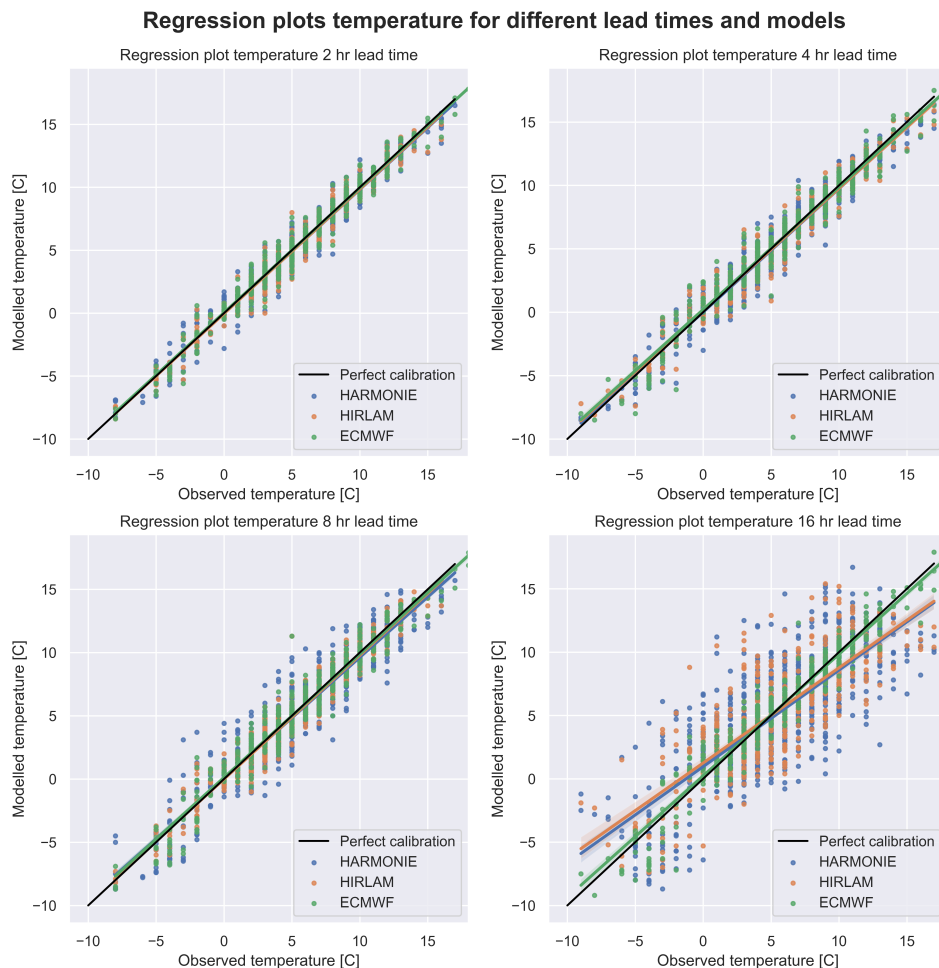 Regression plots temperature for different lead times and models
Regression plot temperature 2 hr lead time
Modelled temperature [C]
15
10
5
0
−5
−10
−10 −5 0 5 10 15
Observed temperature [C]
Perfect calibration
HARMONIE
HIRLAM
ECMWF
Regression plot temperature 4 hr lead time
Modelled temperature [C]
15
10
5
0
−5
−10
−10 −5 0 5 10 15
Observed temperature [C]
Perfect calibration
HARMONIE
HIRLAM
ECMWF
Regression plot temperature 8 hr lead time
Modelled temperature [C]
15
10
5
0
−5
−10
−10 −5 0 5 10 15
Observed temperature [C]
Perfect calibration
HARMONIE
HIRLAM
ECMWF
Regression plot temperature 16 hr lead time
Modelled temperature [C]
15
10
5
0
−5
−10
−10 −5 0 5 10 15
Observed temperature [C]
Perfect calibration
HARMONIE
HIRLAM
ECMWF